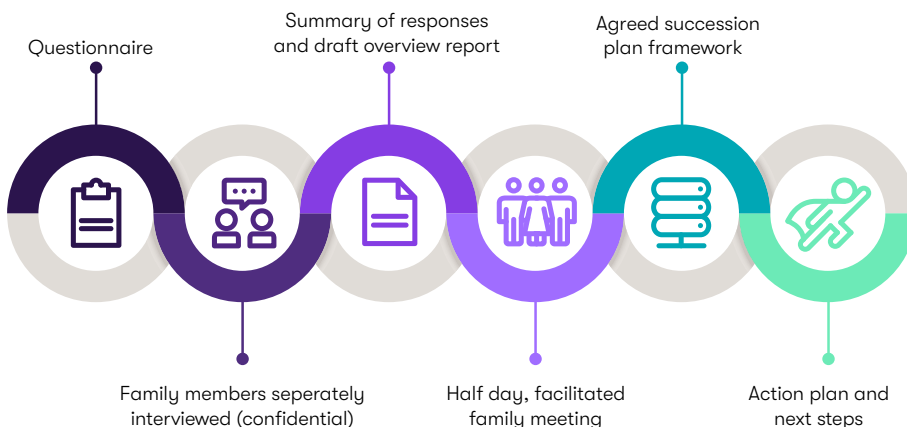 Questionnaire
Summary of responses
and draft overview report
Agreed succession
plan framework
Family members seperately
interviewed (confidential)
Half day, facilitated
family meeting
Action plan and
next steps